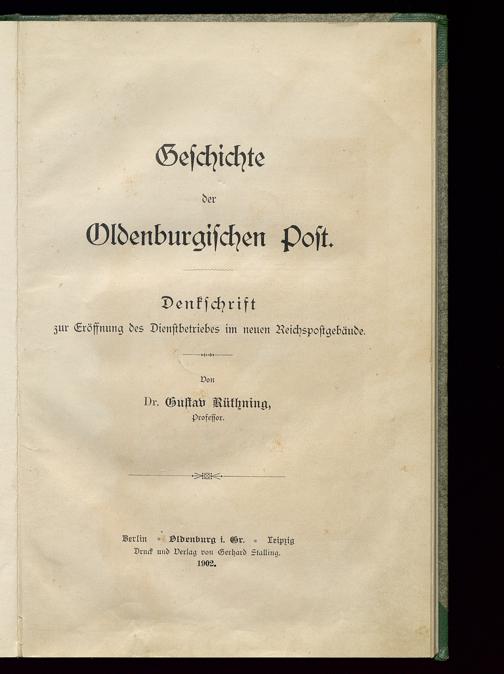 Geschichte
der
Oldenburgischen Post.
Denkschrift
zur Eröffnung des Dienstbetriebes im neuen Reichspostgebäude.
Von
Dr. Gustav Rüthning,
Professor.
Berlin * Oldenburg i. Gr. * Leipzig
Druck und Verlag von Gerhard Stalling.
1902.